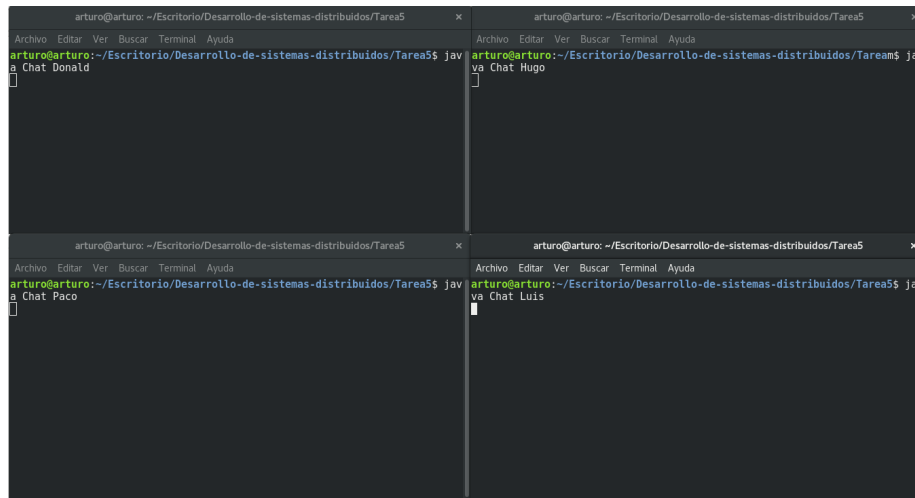 arturo@arturo: ~/Escritorio/Desarrollo-de-sistemas-distribuidos/Tarea5 ×
Archivo Editar Ver Buscar Terminal Ayuda
arturo@arturo:~/Escritorio/Desarrollo-de-sistemas-distribuidos/Tarea5$ jav
a Chat Donald
arturo@arturo: ~/Escritorio/Desarrollo-de-sistemas-distribuidos/Tarea5 ×
Archivo Editar Ver Buscar Terminal Ayuda
arturo@arturo:~/Escritorio/Desarrollo-de-sistemas-distribuidos/Taream$ ja
va Chat Hugo
arturo@arturo: ~/Escritorio/Desarrollo-de-sistemas-distribuidos/Tarea5 ×
Archivo Editar Ver Buscar Terminal Ayuda
arturo@arturo:~/Escritorio/Desarrollo-de-sistemas-distribuidos/Tarea5$ jav
a Chat Paco
arturo@arturo: ~/Escritorio/Desarrollo-de-sistemas-distribuidos/Tarea5 ×
Archivo Editar Ver Buscar Terminal Ayuda
arturo@arturo:~/Escritorio/Desarrollo-de-sistemas-distribuidos/Tarea5$ ja
va Chat Luis